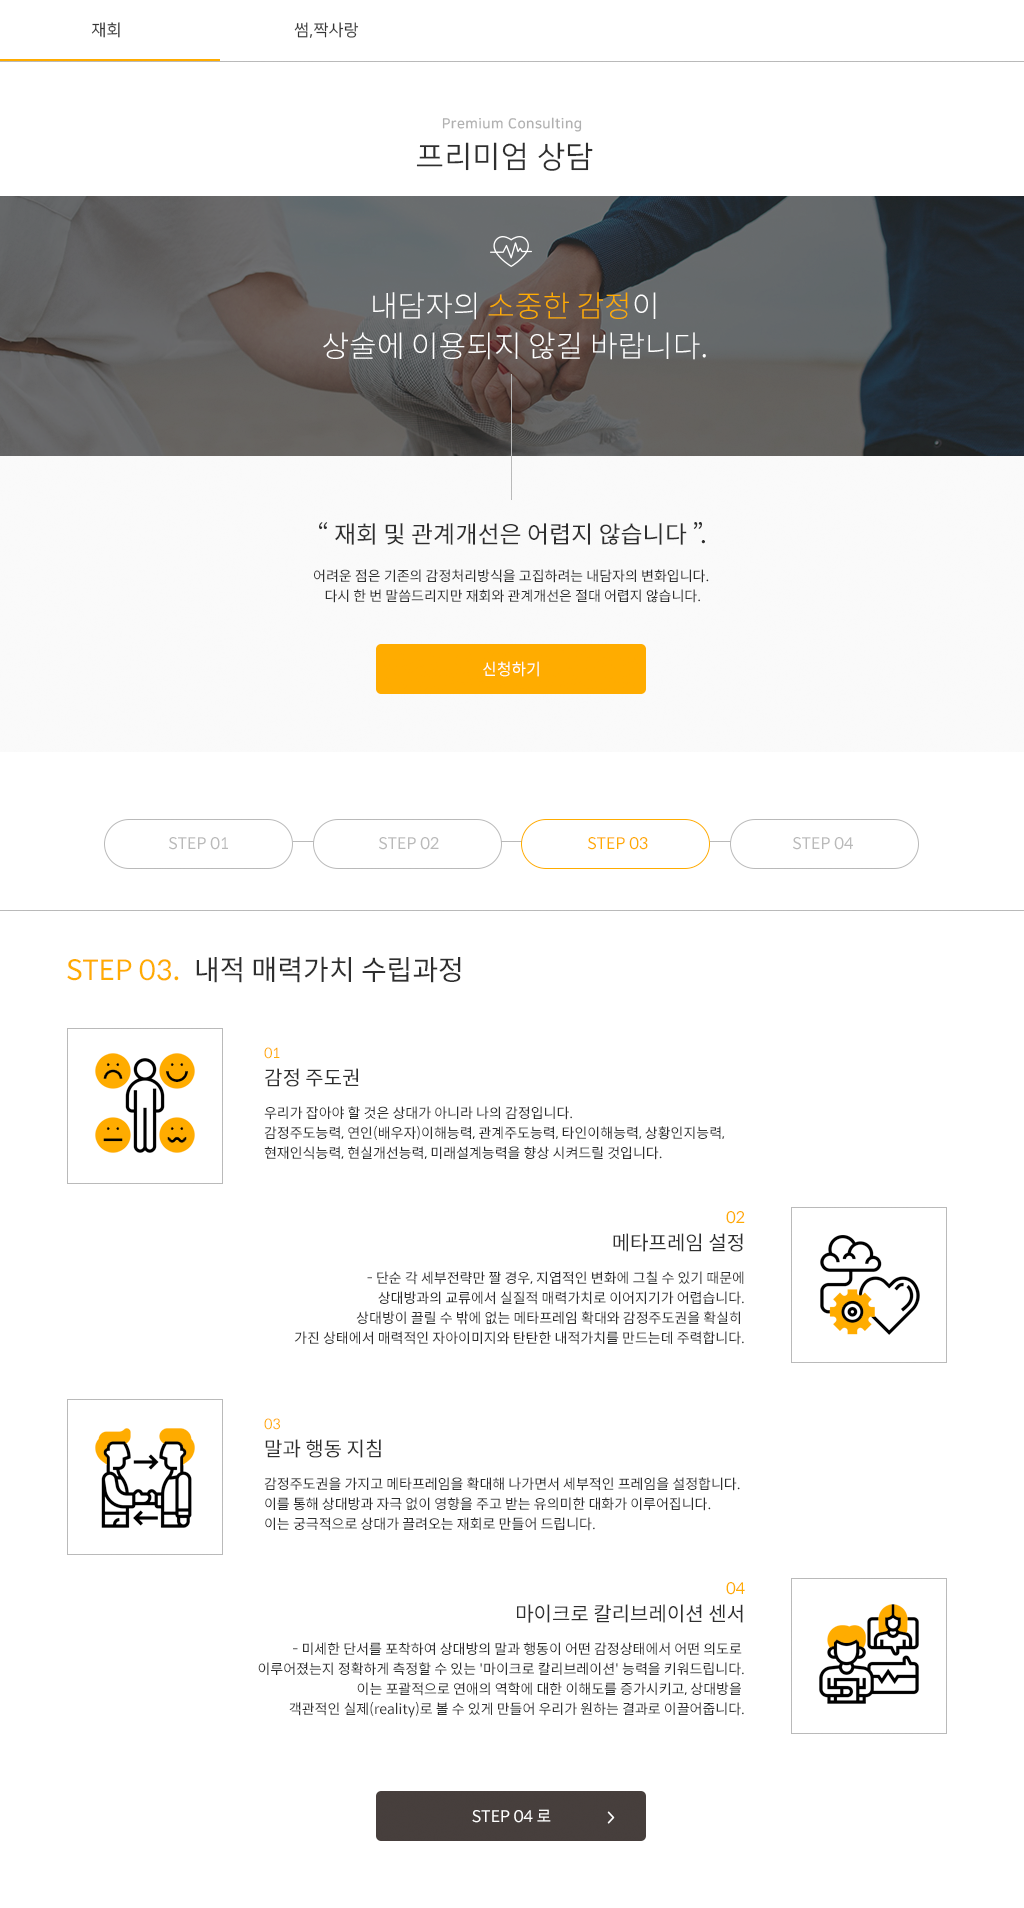 재회
썸,짝사랑
Premium Consulting
프리미엄 상담
내담자의 소중한 감정이
상술에 이용되지 않길 바랍니다.
“ 재회 및 관계개선은 어렵지 않습니다 ”.
어려운 점은 기존의 감정처리방식을 고집하려는 내담자의 변화입니다.
다시 한 번 말씀드리지만 재회와 관계개선은 절대 어렵지 않습니다.
신청하기
STEP 01
STEP 02
STEP 03
STEP 04
STEP 03. 내적 매력가치 수립과정
01
감정 주도권
우리가 잡아야 할 것은 상대가 아니라 나의 감정입니다.
감정주도능력, 연인(배우자)이해능력, 관계주도능력, 타인이해능력, 상황인지능력,
현재인식능력, 현실개선능력, 미래설계능력을 향상 시켜드릴 것입니다.
02
메타프레임 설정
- 단순 각 세부전략만 짤 경우, 지엽적인 변화에 그칠 수 있기 때문에
상대방과의 교류에서 실질적 매력가치로 이어지기가 어렵습니다.
상대방이 끌릴 수 밖에 없는 메타프레임 확대와 감정주도권을 확실히
가진 상태에서 매력적인 자아이미지와 탄탄한 내적가치를 만드는데 주력합니다.
03
말과 행동 지침
감정주도권을 가지고 메타프레임을 확대해 나가면서 세부적인 프레임을 설정합니다.
이를 통해 상대방과 자극 없이 영향을 주고 받는 유의미한 대화가 이루어집니다.
이는 궁극적으로 상대가 끌려오는 재회로 만들어 드립니다.
04
마이크로 칼리브레이션 센서
- 미세한 단서를 포착하여 상대방의 말과 행동이 어떤 감정상태에서 어떤 의도로
이루어졌는지 정확하게 측정할 수 있는 '마이크로 칼리브레이션' 능력을 키워드립니다.
이는 포괄적으로 연애의 역학에 대한 이해도를 증가시키고, 상대방을
객관적인 실제(reality)로 볼 수 있게 만들어 우리가 원하는 결과로 이끌어줍니다.
STEP 04 로